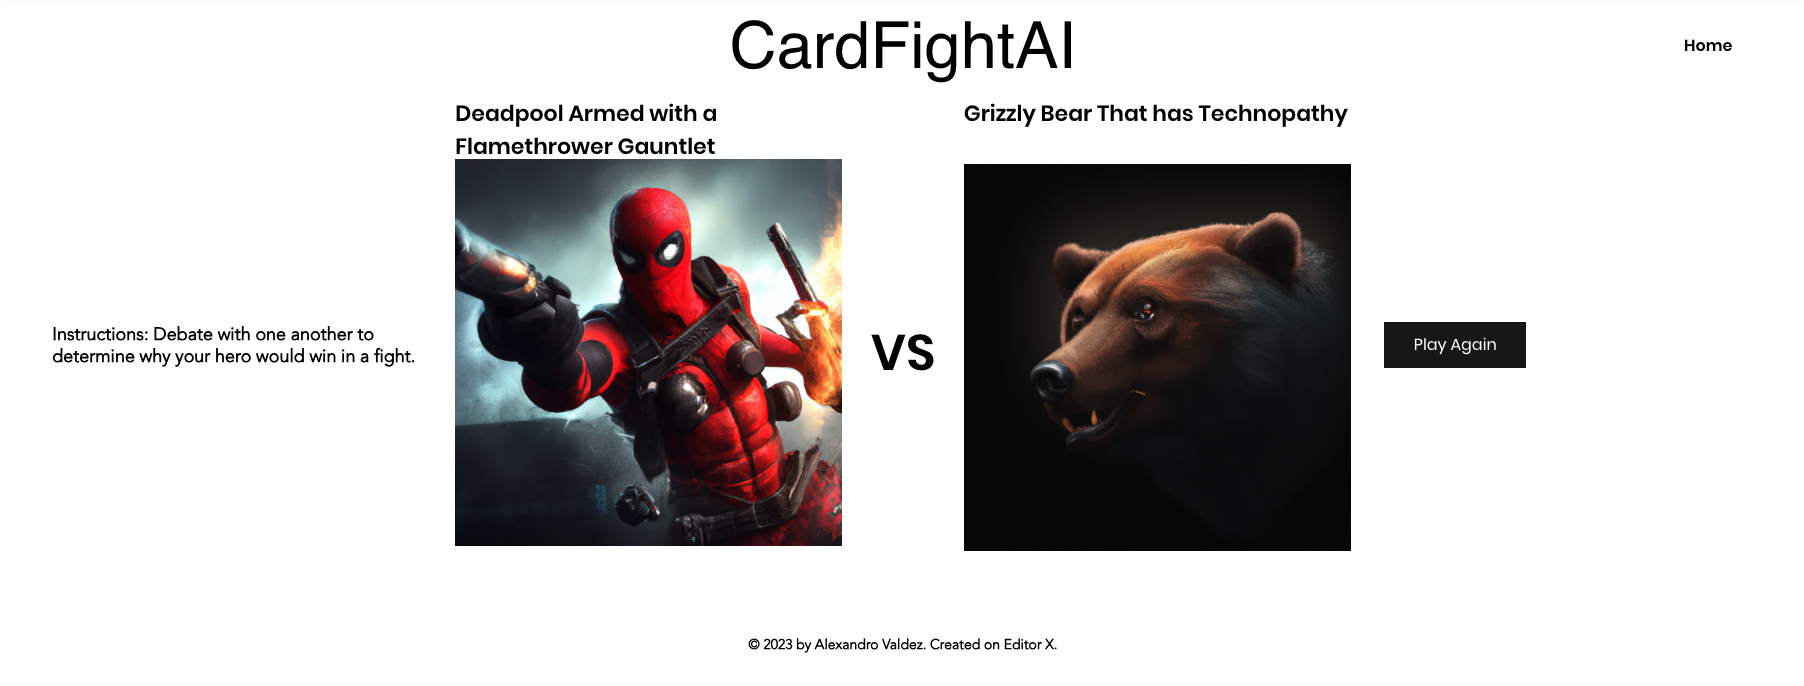 CardFightAI
Home
Deadpool Armed with a
Flamethrower Gauntlet
Grizzly Bear That has Technopathy
Instructions: Debate with one another to
determine why your hero would win in a fight.
VS
Play Again
© 2023 by Alexandro Valdez. Created on Editor X.